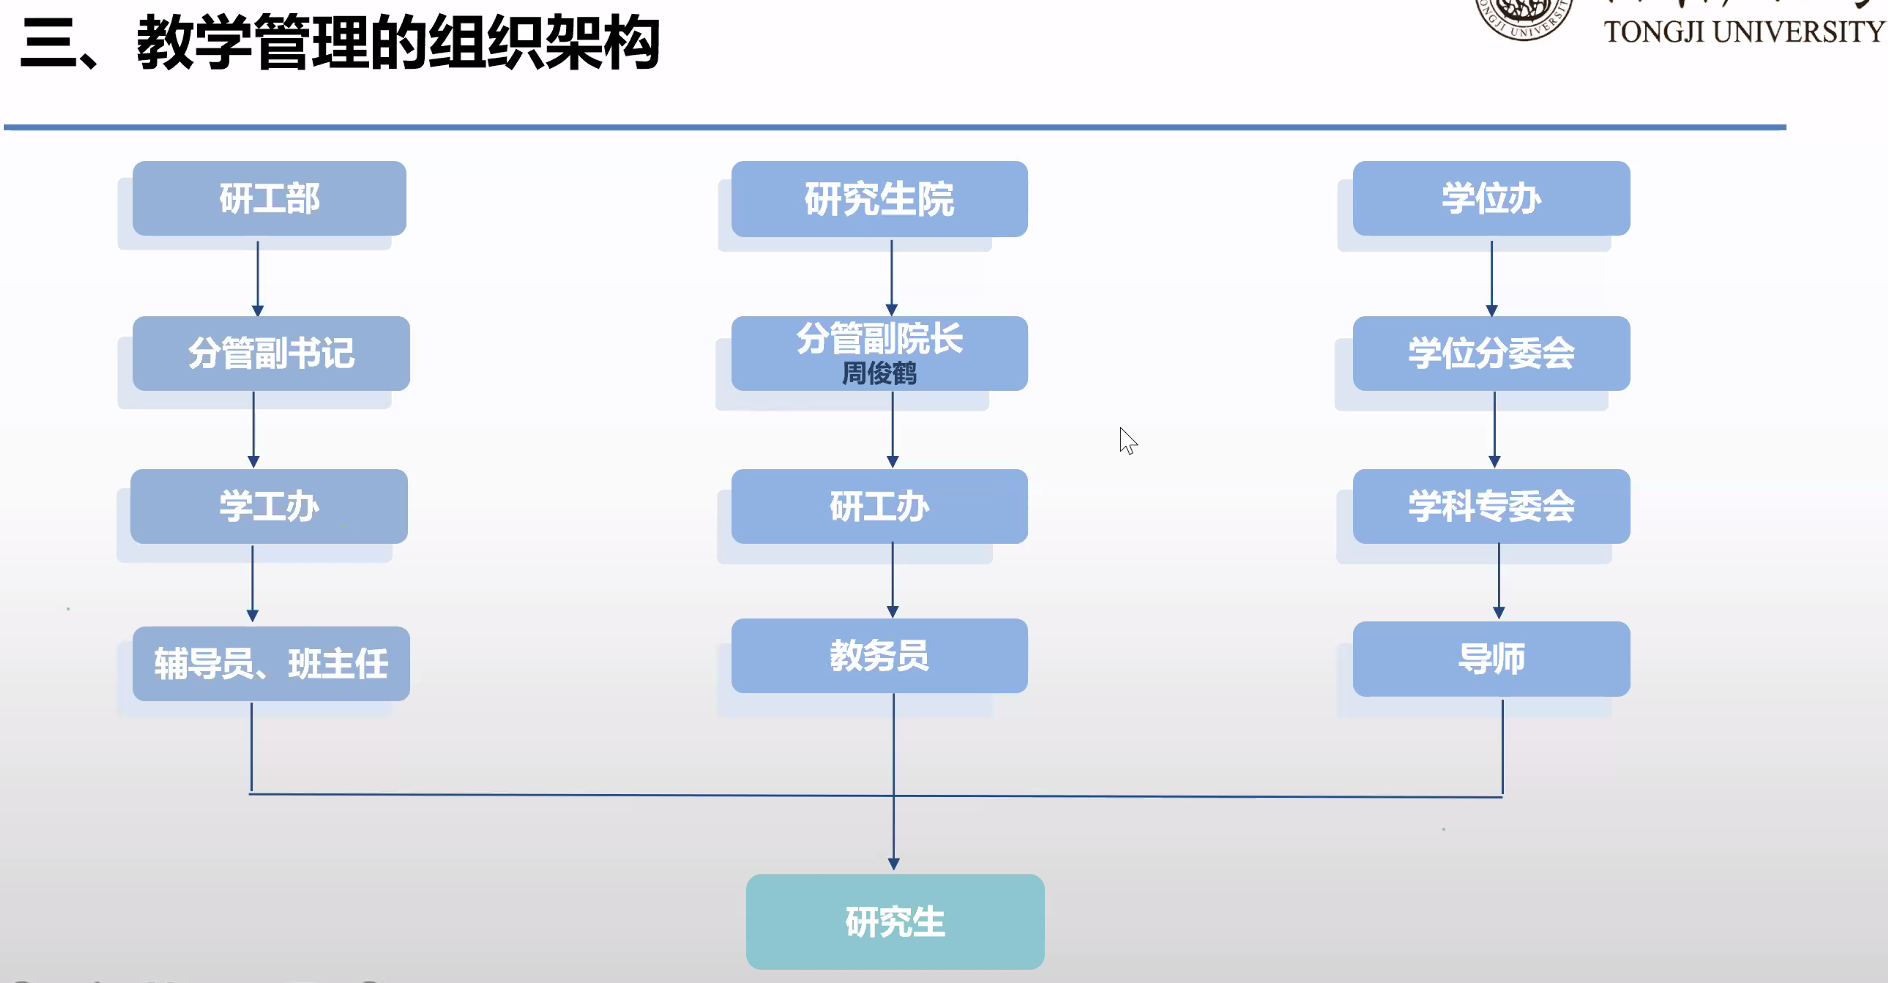 三、教学管理的组织架构
TONGJI UNIVERSITY
研工部
研究生院
学位办
分管副书记
分管副院长
周俊鹤
学位分委会
学工办
研工办
学科专委会
辅导员、班主任
教务员
导师
研究生